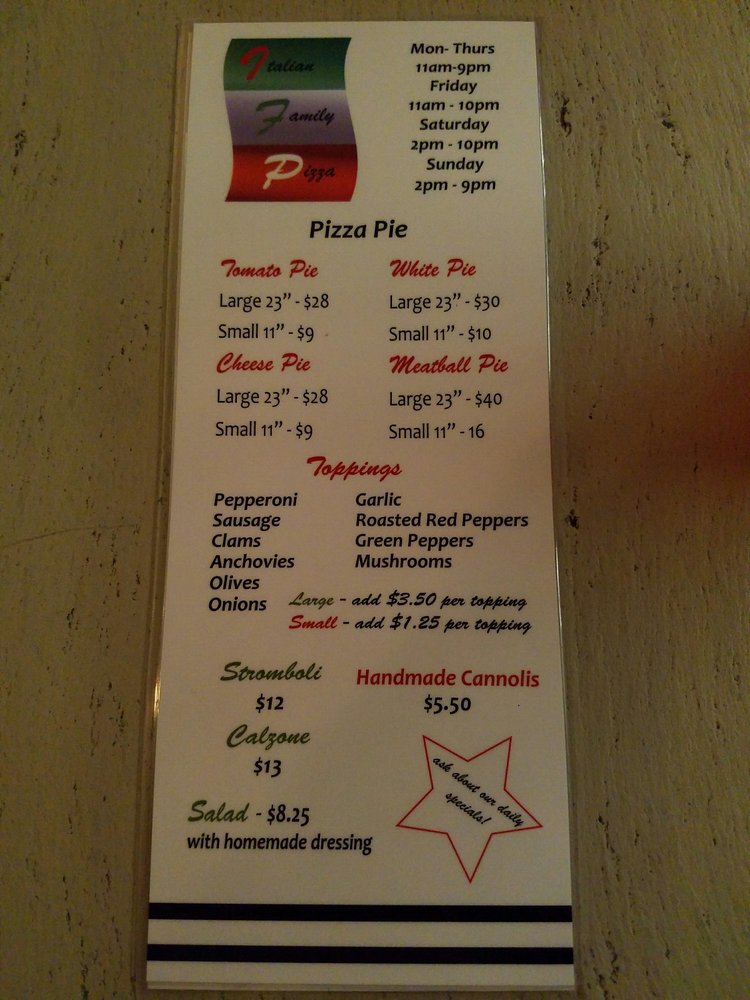 Italian
Family
Pizza
Mon- Thurs
11am-9pm
Friday
11am - 10pm
Saturday
2pm - 10pm
Sunday
2pm - 9pm
Pizza Pie
Tomato Pie
Large 23” - $28
Small 11” - $9
White Pie
Large 23” - $30
Small 11” - $10
Cheese Pie
Large 23” - $28
Small 11” - $9
Meatball Pie
Large 23” - $40
Small 11” - 16
Toppings
Pepperoni
Sausage
Clams
Anchovies
Olives
Onions
Garlic
Roasted Red Peppers
Green Peppers
Mushrooms
Large - add $3.50 per topping
Small - add $1.25 per topping
Stromboli
$12
Calzone
$13
Salad - $8.25
with homemade dressing
Handmade Cannolis
$5.50
ask about our daily
specials!